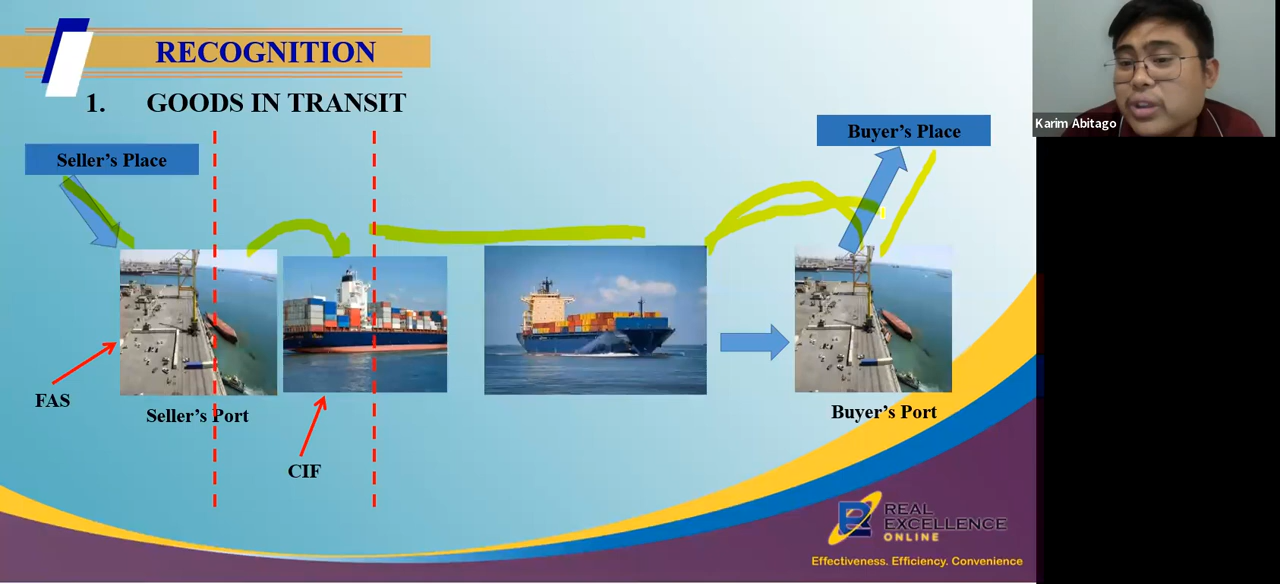 RECOGNITION
1. GOODS IN TRANSIT
Seller's Place
Buyer's Place
Karim Abitago
FAS
Seller's Port
CIF
Buyer's Port
REAL
EXCELLENCE
ONLINE
Effectiveness. Efficiency. Convenience